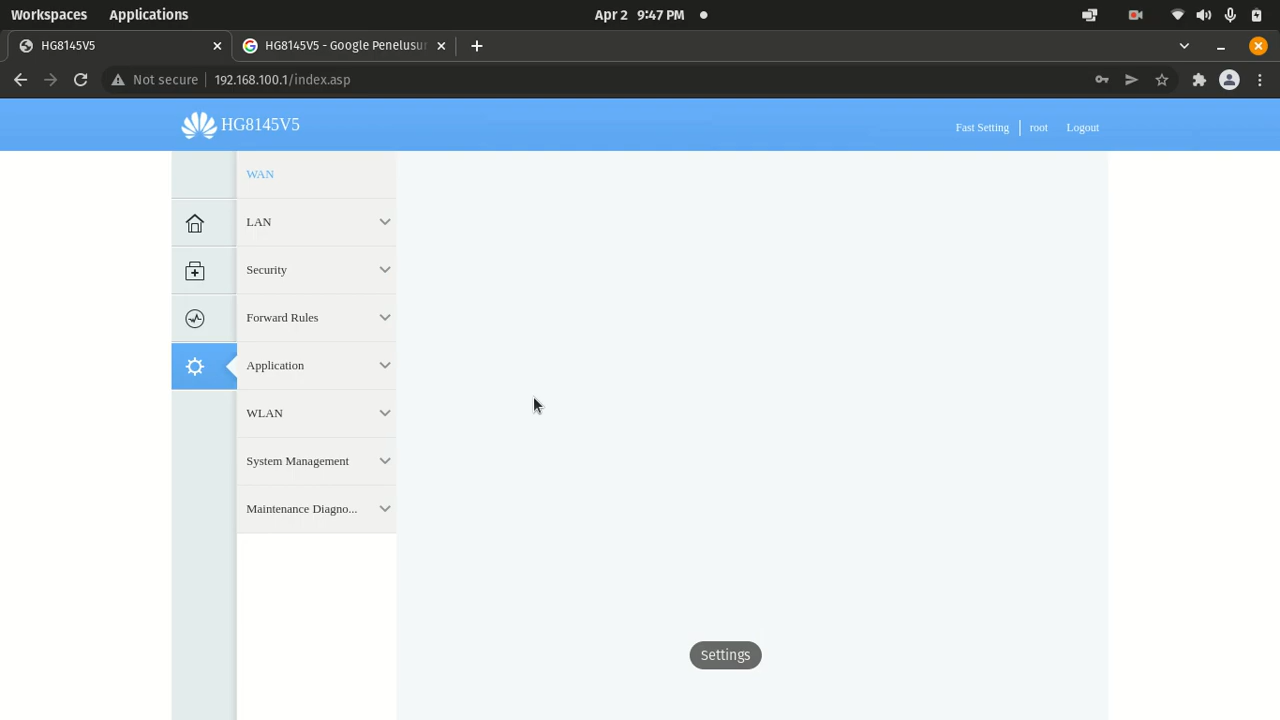 Workspaces Applications Apr 2 9:47 PM
HG8145V5 HG8145V5 - Google Penelusur
Not secure 192.168.100.1/index.asp
HG8145V5 Fast Setting root Logout
WAN
LAN
Security
Forward Rules
Application
WLAN
System Management
Maintenance Diagno...
Settings